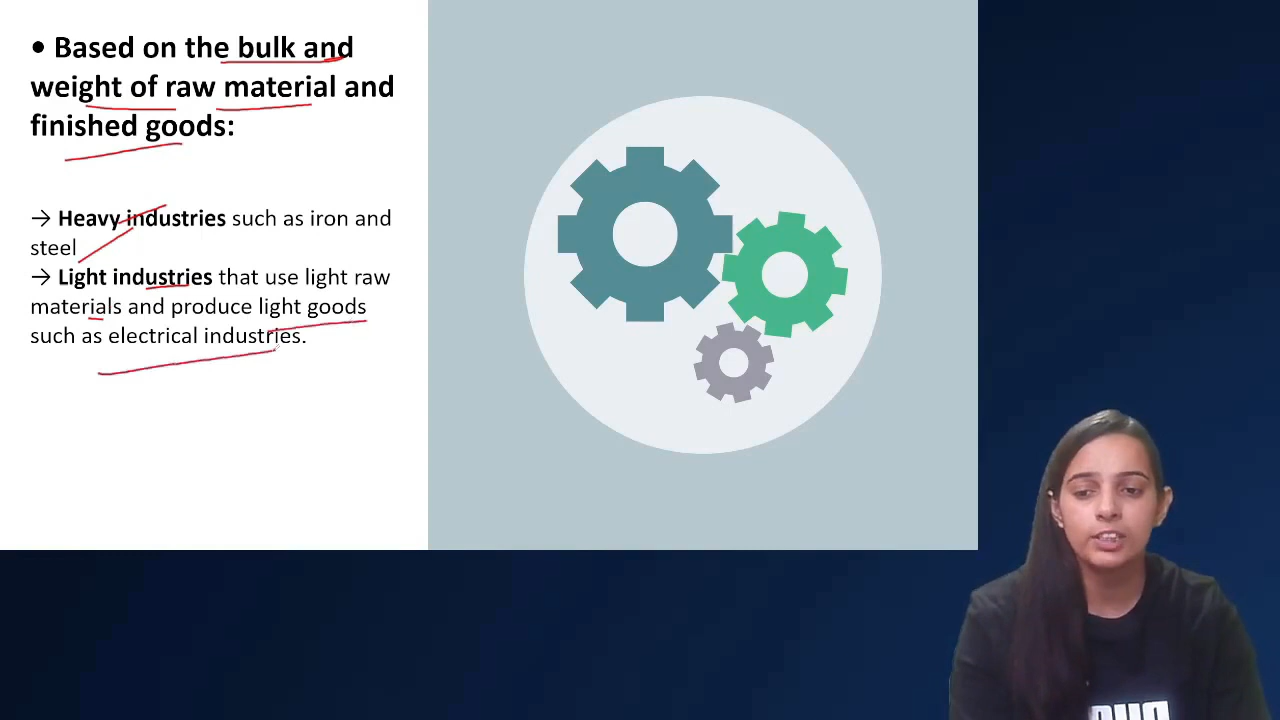 • Based on the bulk and
weight of raw material and
finished goods:
→ Heavy industries such as iron and
steel
→ Light industries that use light raw
materials and produce light goods
such as electrical industries.